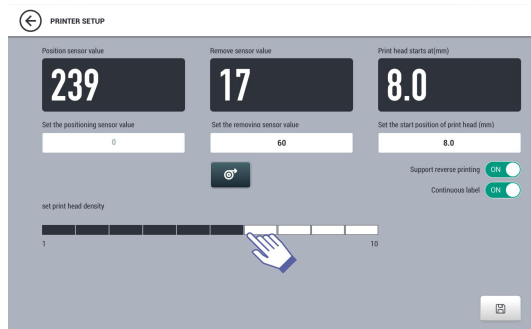 PRINTER SETUP
Position sensor value
Remove sensor value
Print head starts at(mm)
239
17
8.0
Set the positioning sensor value
Set the removing sensor value
Set the start position of print head (mm)
0
60
8.0
Support reverse printing ON
Continuous label ON
set print head density
1
10